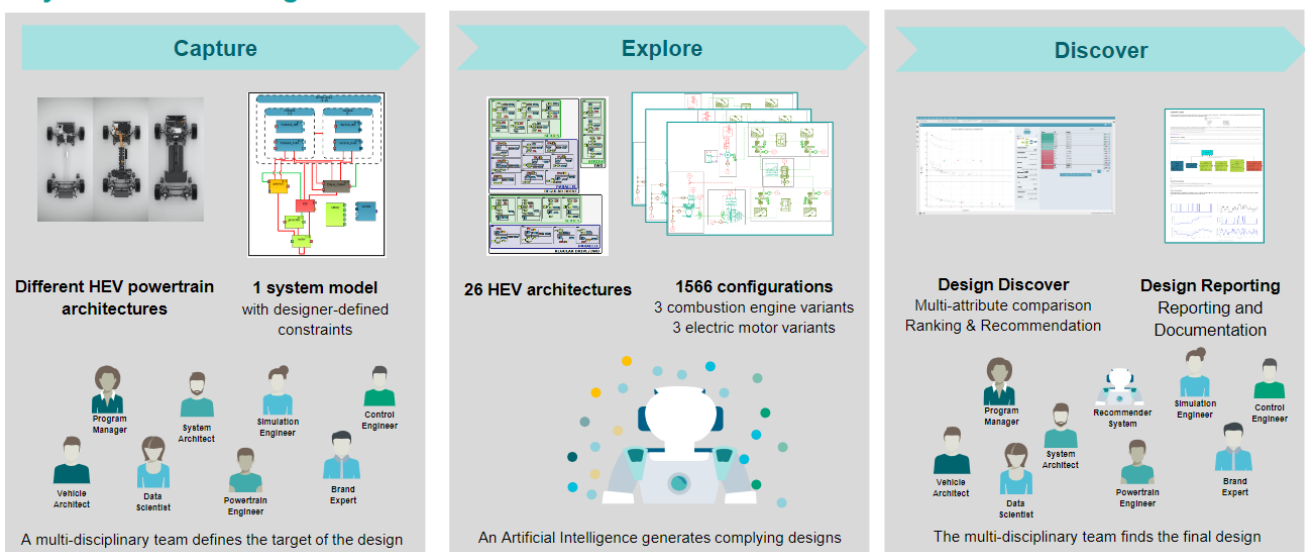 Capture
Different HEV powertrain
architectures
1 system model
with designer-defined
constraints
Program
Manager
System
Architect
Simulation
Engineer
Control
Engineer
Vehicle
Architect
Data
Scientist
Powertrain
Engineer
Brand
Expert
A multi-disciplinary team defines the target of the design
Explore
26 HEV architectures
1566 configurations
3 combustion engine variants
3 electric motor variants
An Artificial Intelligence generates complying designs
Discover
Design Discover
Multi-attribute comparison
Ranking & Recommendation
Design Reporting
Reporting and
Documentation
Program
Manager
Recommender
System
Simulation
Engineer
Control
Engineer
System
Architect
Vehicle
Architect
Data
Scientist
Powertrain
Engineer
Brand
Expert
The multi-disciplinary team finds the final design